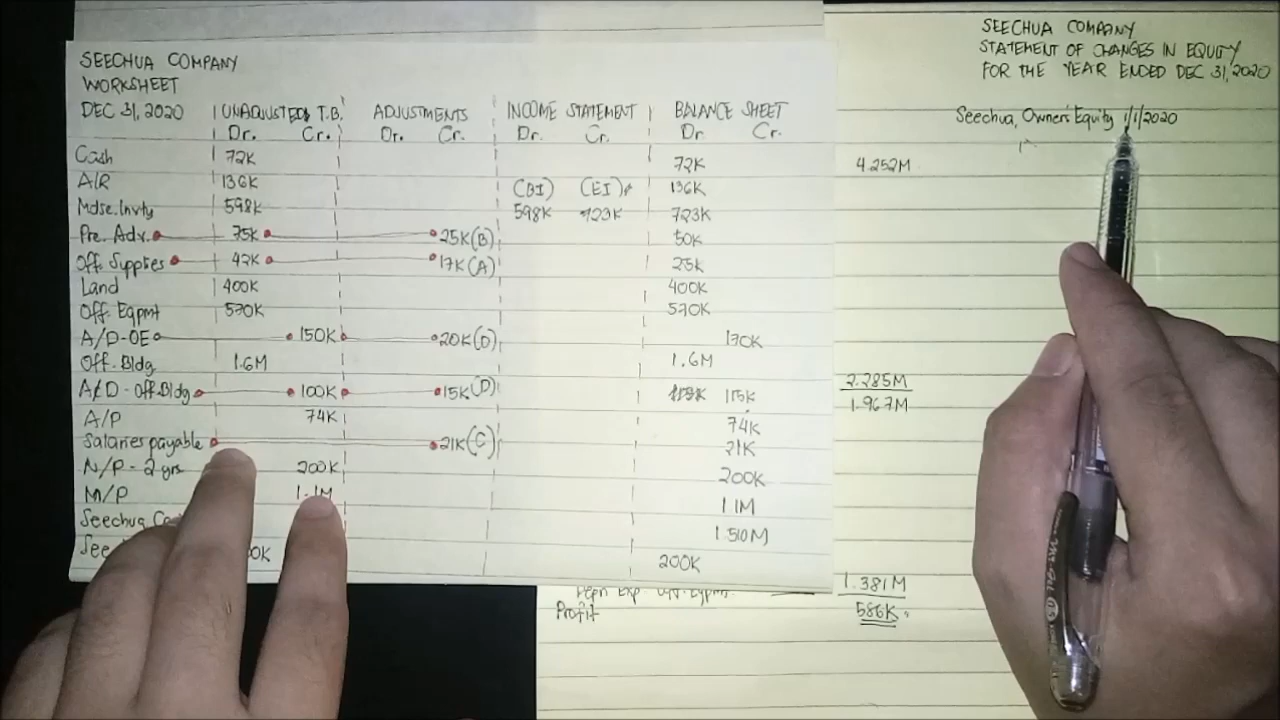 SEECHUA COMPANY
WORKSHEET
DEC 31, 2020 UNADJUSTED T.B. ADJUSTMENTS INCOME STATEMENT BALANCE SHEET
Dr. Cr. Dr. Cr. Dr. Cr. Dr. Cr.
Cash 72K 72K
A/R 136K (BI) (EI) 136K
Mdse. Invty 598K 598K 723K 723K
Pre. Adv. 75K 25K(B) 50K
Off. Supplies 42K 17K(A) 25K
Land 400K 400K
Off. Eqpmt 570K 570K
A/D-OE 150K 20K(D) 170K
Off. Bldg 1.6M 1.6M
A/D - Off. Bldg 100K 15K(D) 115K
A/P 74K 74K
Salaries payable 21K(C) 21K
N/P - 2 yrs 200K 200K
M/P 1.1M 1.1M
Seechua 1.510M
200K
SEECHUA COMPANY
STATEMENT OF CHANGES IN EQUITY
FOR THE YEAR ENDED DEC 31, 2020
Seechua, Owner's Equity 1/1/2020
4.252M
2.285M
1.967M
1.381M
Profit 586K